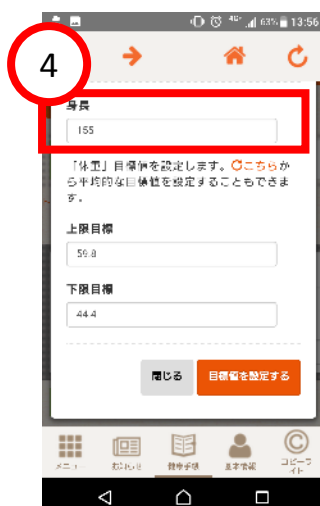 4G 63% 13:56
4
身長
155
「体重」目標値を設定します。こちらか
ら平均的な目標値を設定することもできま
す。
上限目標
59.8
下限目標
44.4
閉じる 目標値を設定する
メニュー お知らせ 健康手帳 基本情報 コピーラ
イト